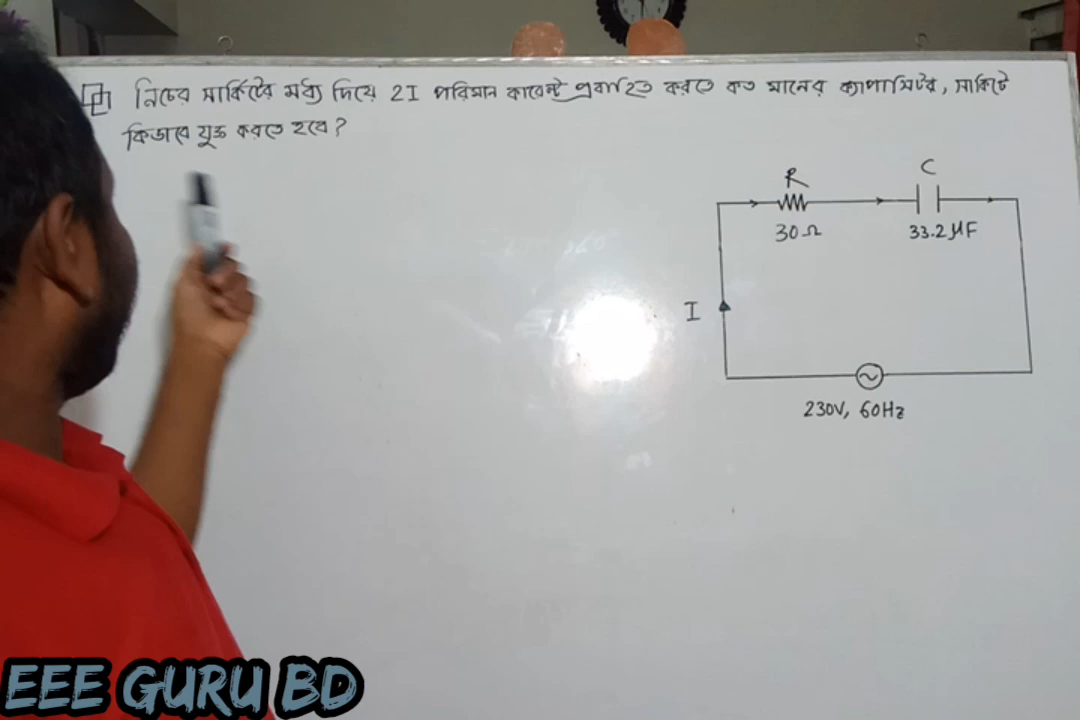 নিচের সার্কিটের মধ্য দিয়ে 2I পরিমান কারেন্ট প্রবাহিত করতে কত মানের ক্যাপাসিটর, সার্কিটে
কিভাবে যুক্ত করতে হবে?
R
C
30Ω
33.2μF
I
230V, 60Hz
EEE GURU BD